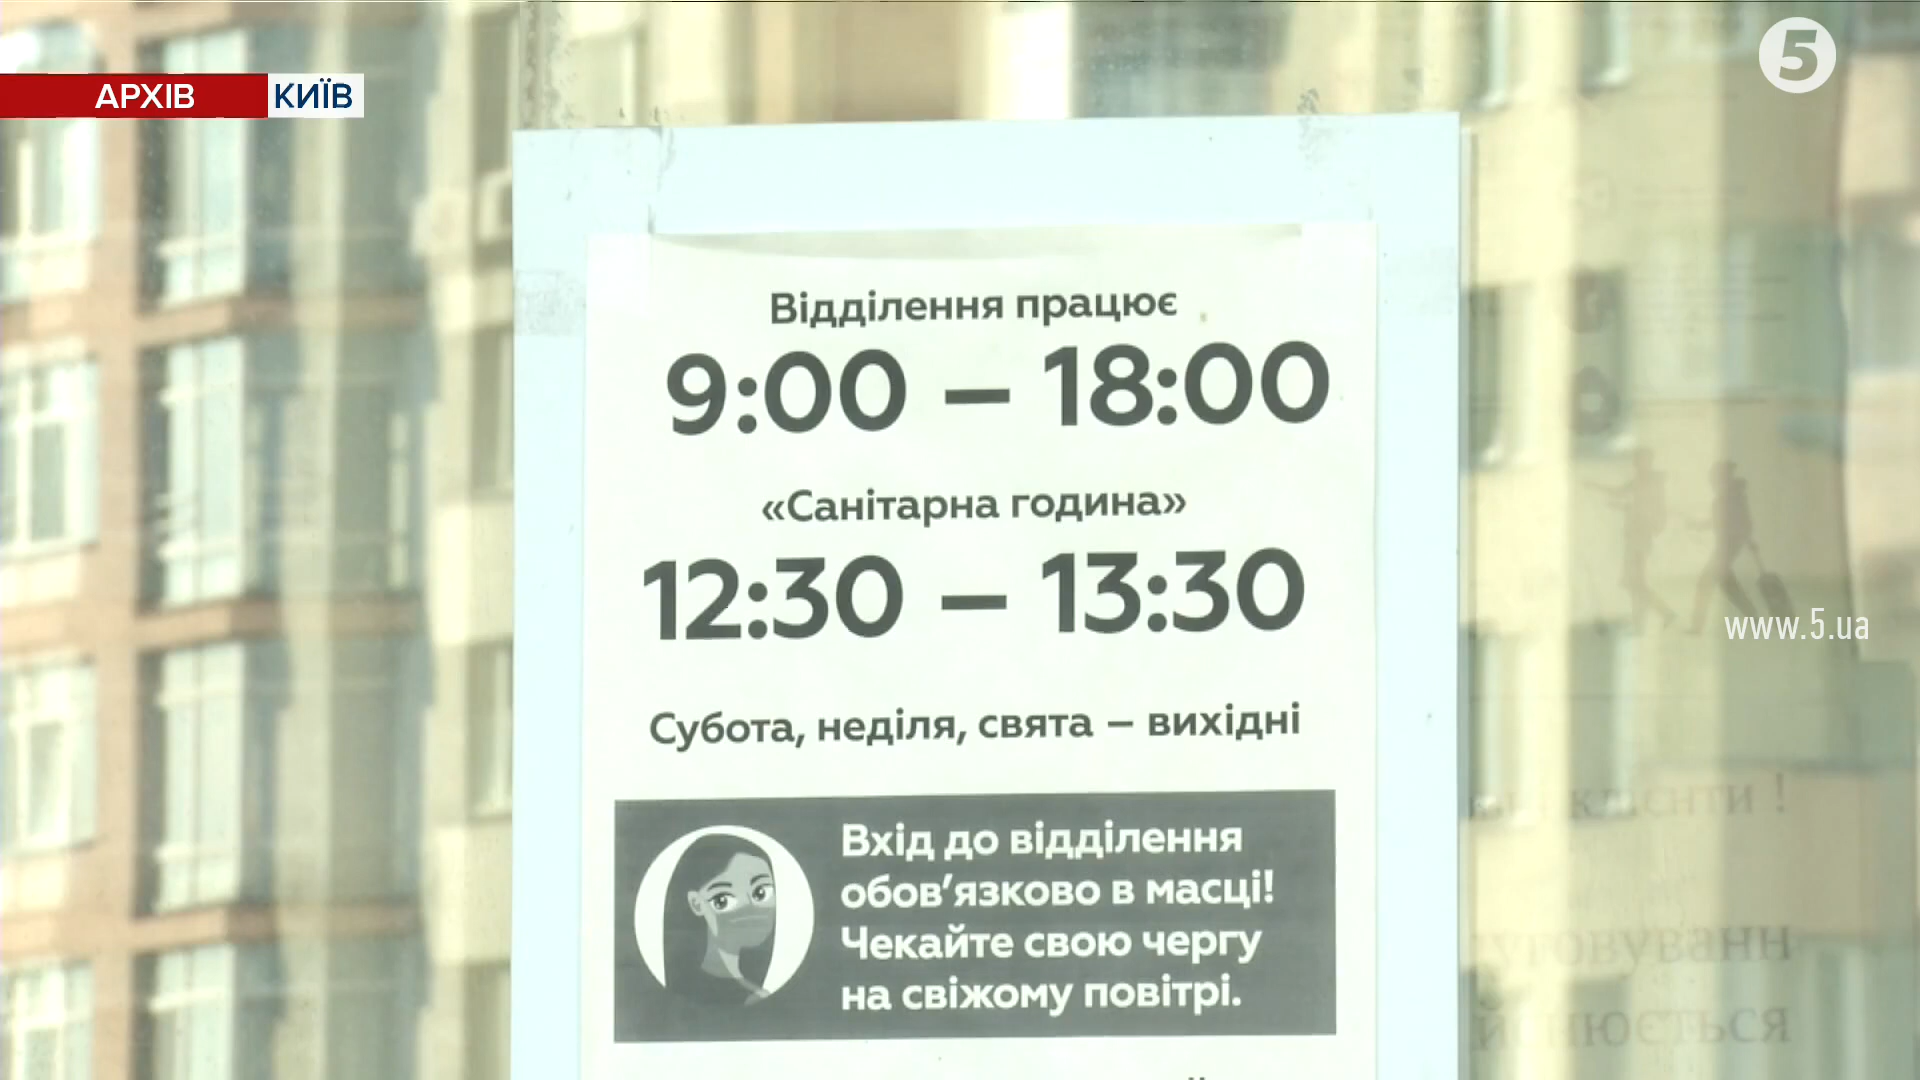 АРХІВ КИЇВ
5
Відділення працює
9:00 – 18:00
«Санітарна година»
12:30 – 13:30
www.5.ua
Субота, неділя, свята – вихідні
Вхід до відділення
обов’язково в масці!
Чекайте свою чергу
на свіжому повітрі.